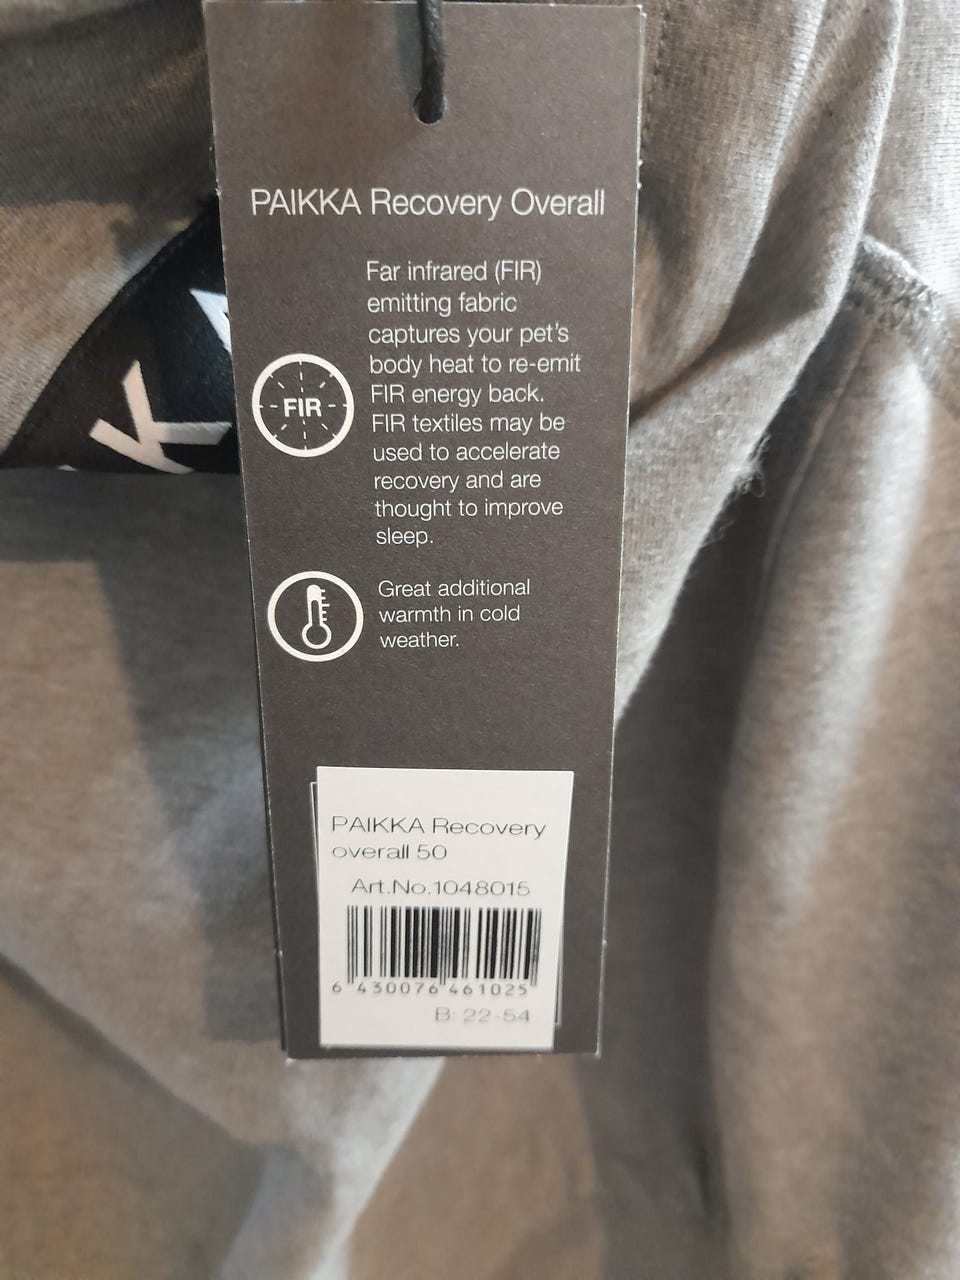 PAIKKA Recovery Overall
Far infrared (FIR)
emitting fabric
captures your pet's
body heat to re-emit
FIR energy back.
FIR textiles may be
used to accelerate
recovery and are
thought to improve
sleep.
FIR
Great additional
warmth in cold
weather.
K
PAIKKA Recovery
overall 50
Art.No.1048015
6 430076 461025
B: 22-54